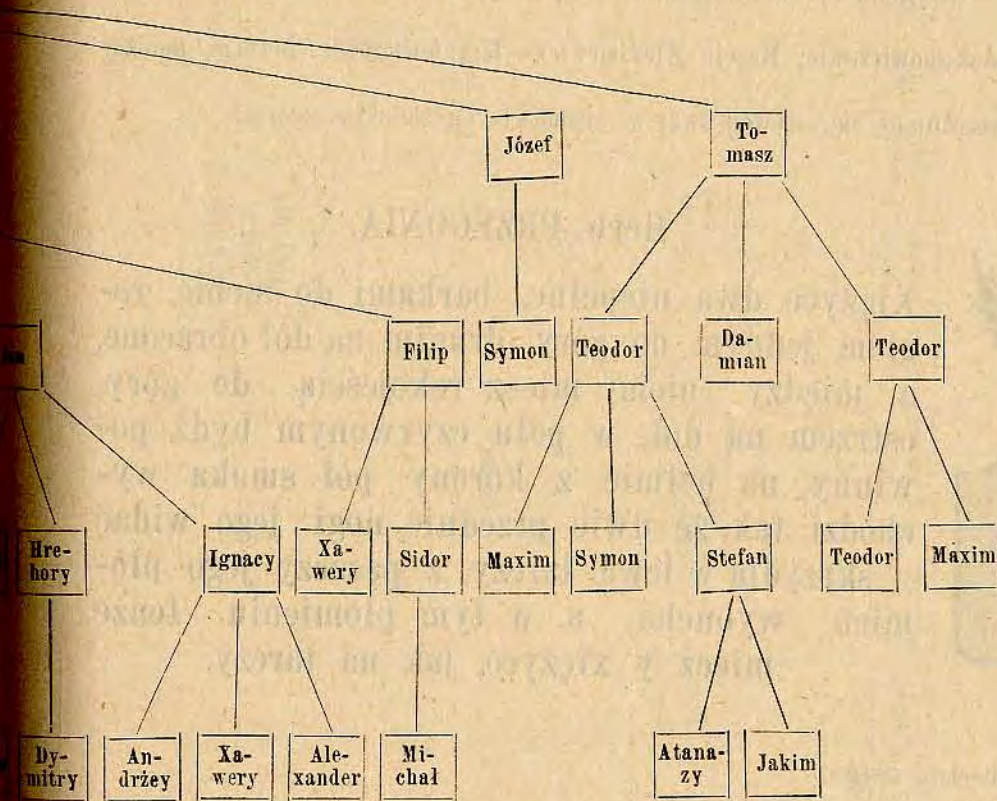 Józef
To-
masz
Filip
Symon
Teodor
Da-
mian
Teodor
Hre-
hory
Ignacy
Xa-
wery
Sidor
Maxim
Symon
Stefan
Teodor
Maxim
Dy-
mitry
An-
drżey
Xa-
wery
Ale-
xander
Mi-
chał
Atana-
zy
Jakim